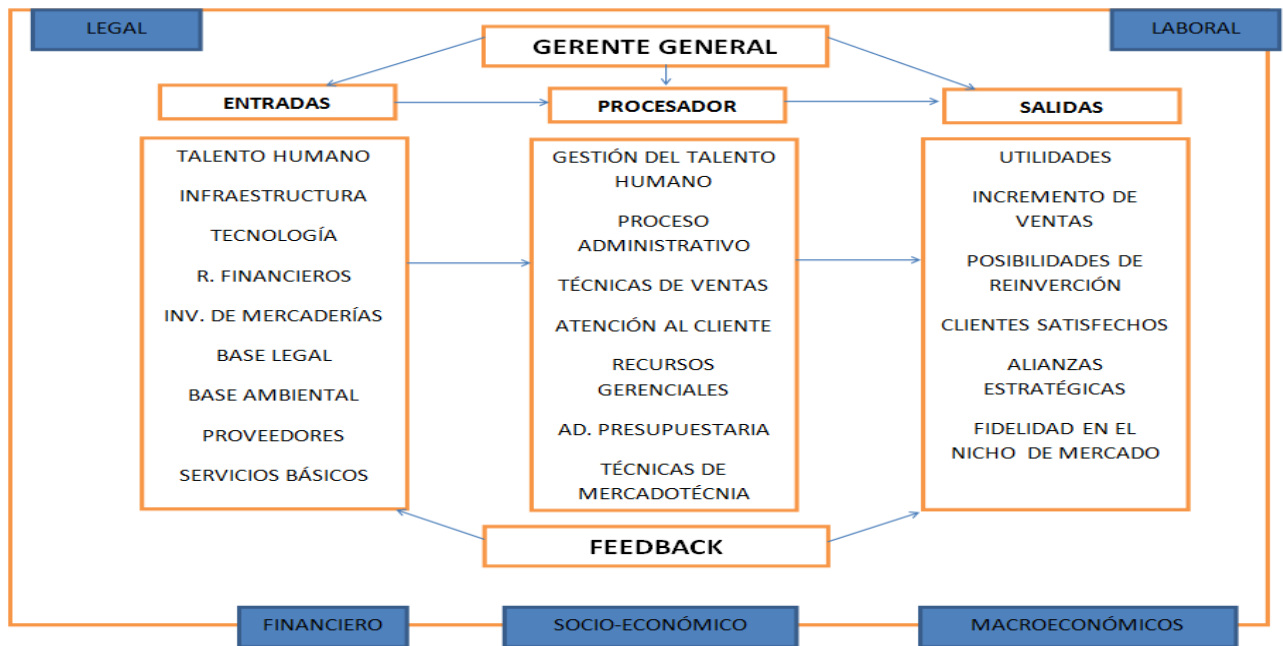 LEGAL
LABORAL
GERENTE GENERAL
ENTRADAS
PROCESADOR
SALIDAS
TALENTO HUMANO
INFRAESTRUCTURA
TECNOLOGÍA
R. FINANCIEROS
INV. DE MERCADERÍAS
BASE LEGAL
BASE AMBIENTAL
PROVEEDORES
SERVICIOS BÁSICOS
GESTIÓN DEL TALENTO
HUMANO
PROCESO
ADMINISTRATIVO
TÉCNICAS DE VENTAS
ATENCIÓN AL CLIENTE
RECURSOS
GERENCIALES
AD. PRESUPUESTARIA
TÉCNICAS DE
MERCADOTÉCNIA
UTILIDADES
INCREMENTO DE
VENTAS
POSIBILIDADES DE
REINVERCIÓN
CLIENTES SATISFECHOS
ALIANZAS
ESTRATÉGICAS
FIDELIDAD EN EL
NICHO DE MERCADO
FEEDBACK
FINANCIERO
SOCIO-ECONÓMICO
MACROECONÓMICOS